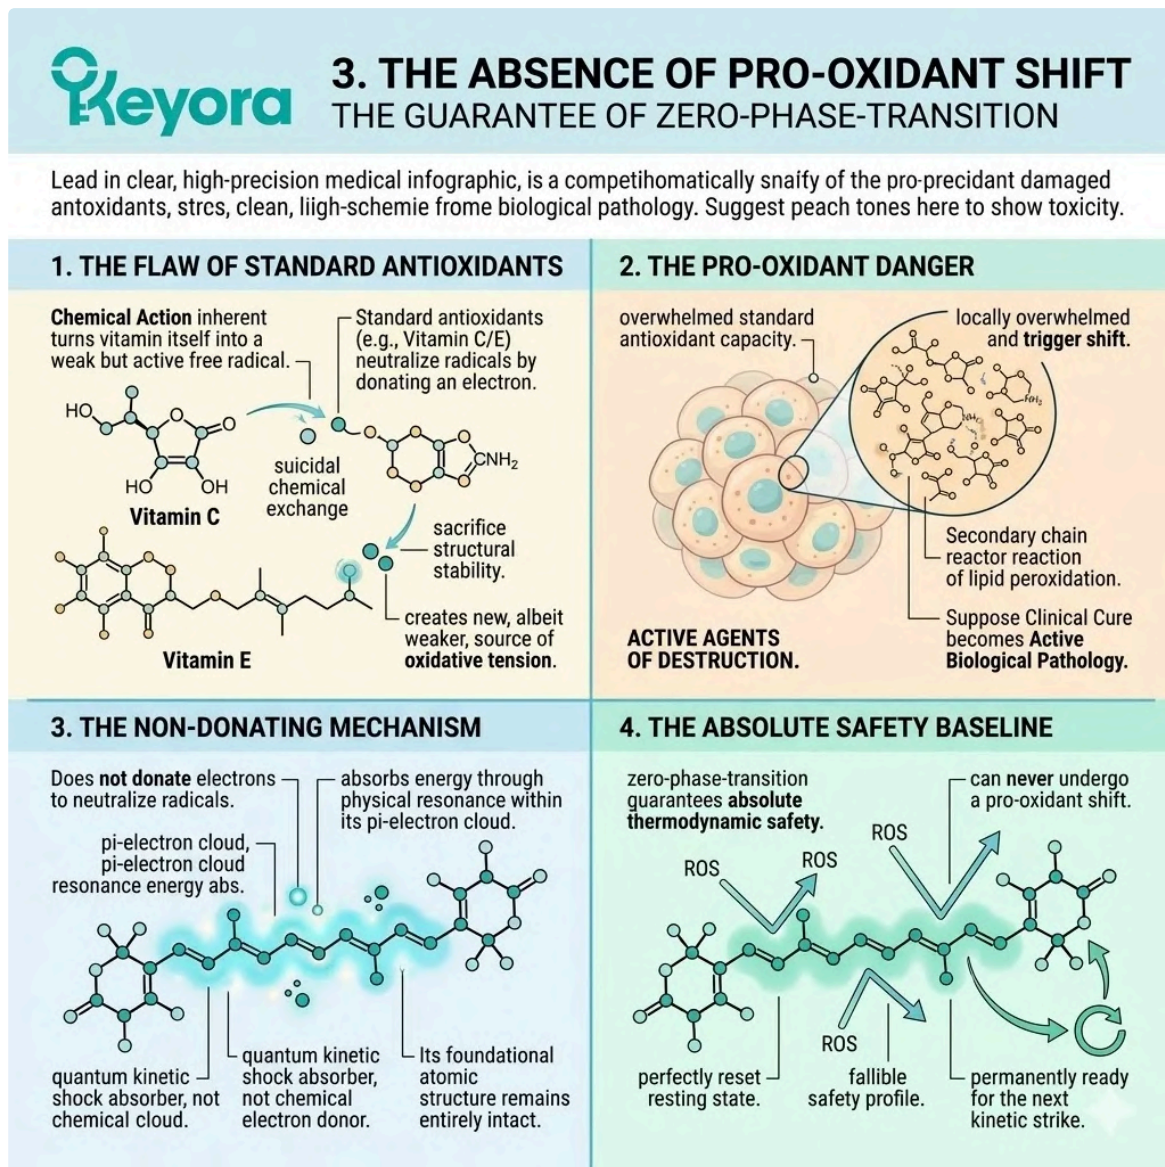 Keyora
3. THE ABSENCE OF PRO-OXIDANT SHIFT
THE GUARANTEE OF ZERO-PHASE-TRANSITION
Lead in clear, high-precision medical infographic, is a competihomatically snaify of the pro-precidant damaged
antoxidants, strcs, clean, liigh-schemie frome biological pathology. Suggest peach tones here to show toxicity.
1. THE FLAW OF STANDARD ANTIOXIDANTS
Chemical Action inherent
turns vitamin itself into a
weak but active free radical.
Standard antioxidants
(e.g., Vitamin C/E)
neutralize radicals by
donating an electron.
HO
O
O
HO
OH
Vitamin C
suicidal
chemical
exchange
CNH₂
sacrifice
structural
stability.
Vitamin E
creates new, albeit
weaker, source of
oxidative tension.
2. THE PRO-OXIDANT DANGER
overwhelmed standard
antioxidant capacity.
locally overwhelmed
and trigger shift.
Secondary chain
reactor reaction
of lipid peroxidation.
Suppose Clinical Cure
becomes Active
Biological Pathology.
ACTIVE AGENTS
OF DESTRUCTION.
3. THE NON-DONATING MECHANISM
Does not donate electrons
to neutralize radicals.
absorbs energy through
physical resonance within
its pi-electron cloud.
pi-electron cloud,
pi-electron cloud
resonance energy abs.
quantum kinetic
shock absorber, not
chemical cloud.
quantum kinetic
shock absorber,
not chemical
electron donor.
Its foundational
atomic
structure remains
entirely intact.
4. THE ABSOLUTE SAFETY BASELINE
zero-phase-transition
guarantees absolute
thermodynamic safety.
can never undergo
a pro-oxidant shift.
ROS
ROS
ROS
ROS
perfectly reset
resting state.
fallible
safety profile.
permanently ready
for the next
kinetic strike.